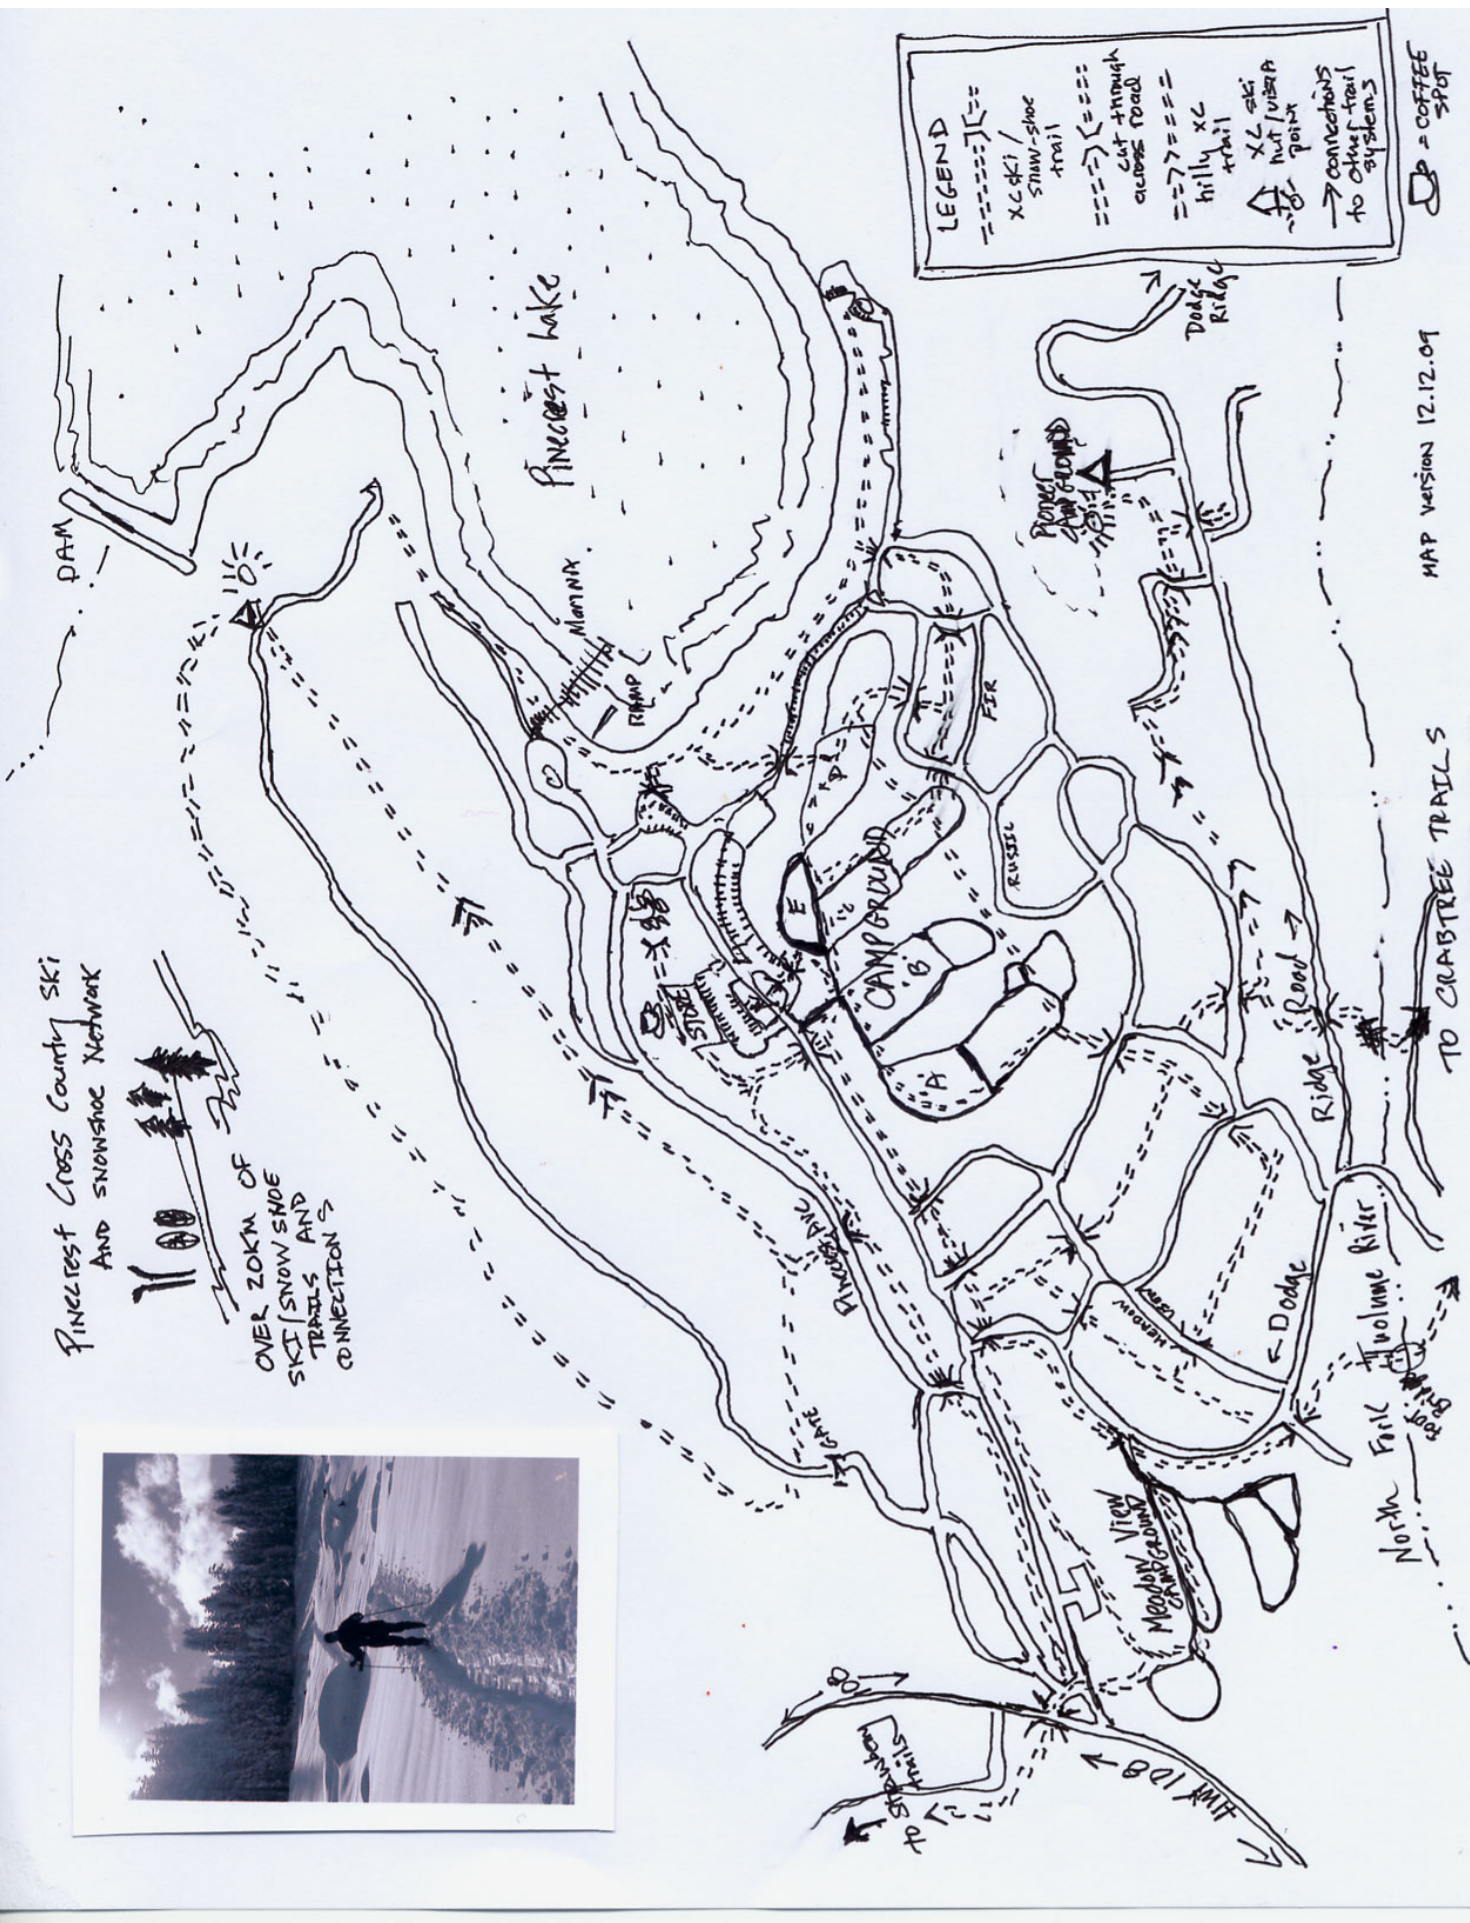 PINECREST Cross County SKI
AND SNOWSHOE Network
OVER 20KM OF
SKI/SNOWSHOE
TRAILS AND
CONNECTIONS
DAM
Pinecrest Lake
MARINA
RAMP
LEGEND
XC SKI/
SNOW-SHOE
trail
cut through
across road
hilly XC
trail
XC SKI
hut/vista
point
→ connections
to other trail
systems
= COFFEE
SPOT
Pioneer
CAMPGROUND
Dodge
Ridge
FIR
RUSTIC
D
E
CAMPGROUND
B
A
STORE
Pinecrest AVE
GAME
MEADOW
VIEW
Dodge
Ridge
Road →
North Fork Tuolumne River
TO CRABTREE TRAILS
MAP VERSION 12.12.09
Meadow View
CAMPGROUND
108
to Strawberry
trails
HWY 108